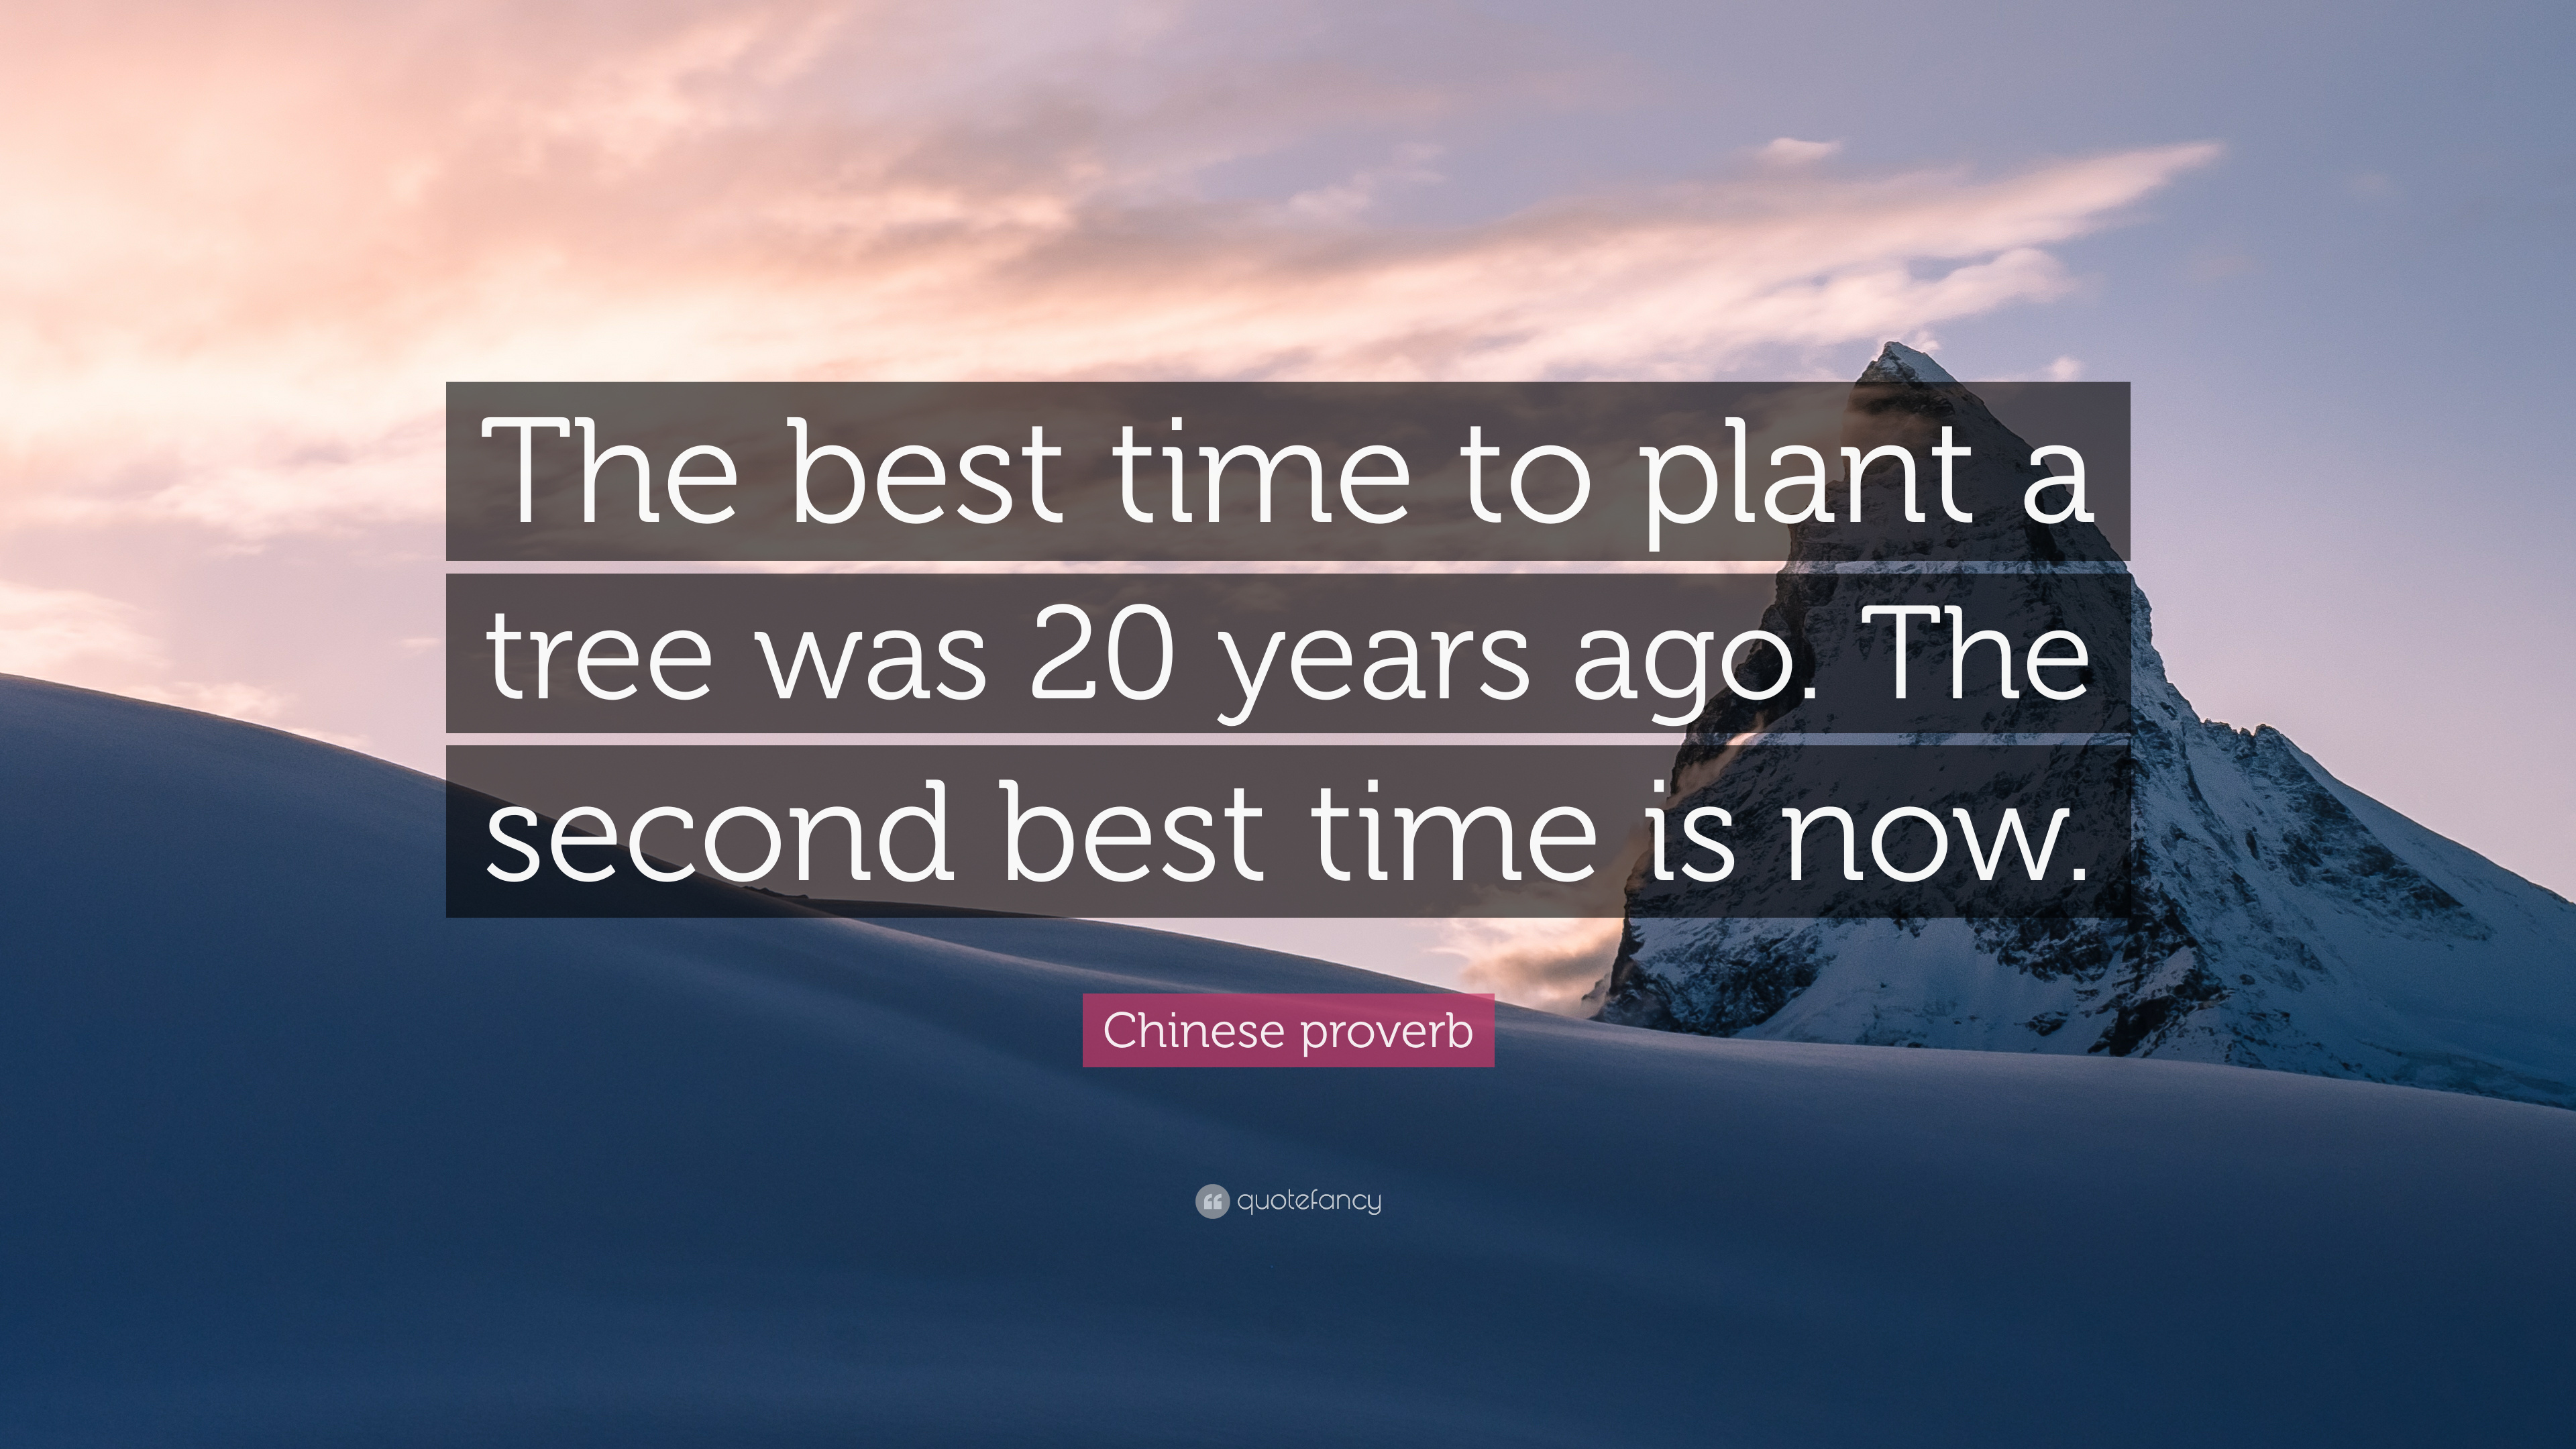 The best time to plant a
tree was 20 years ago. The
second best time is now.
Chinese proverb
quotefancy